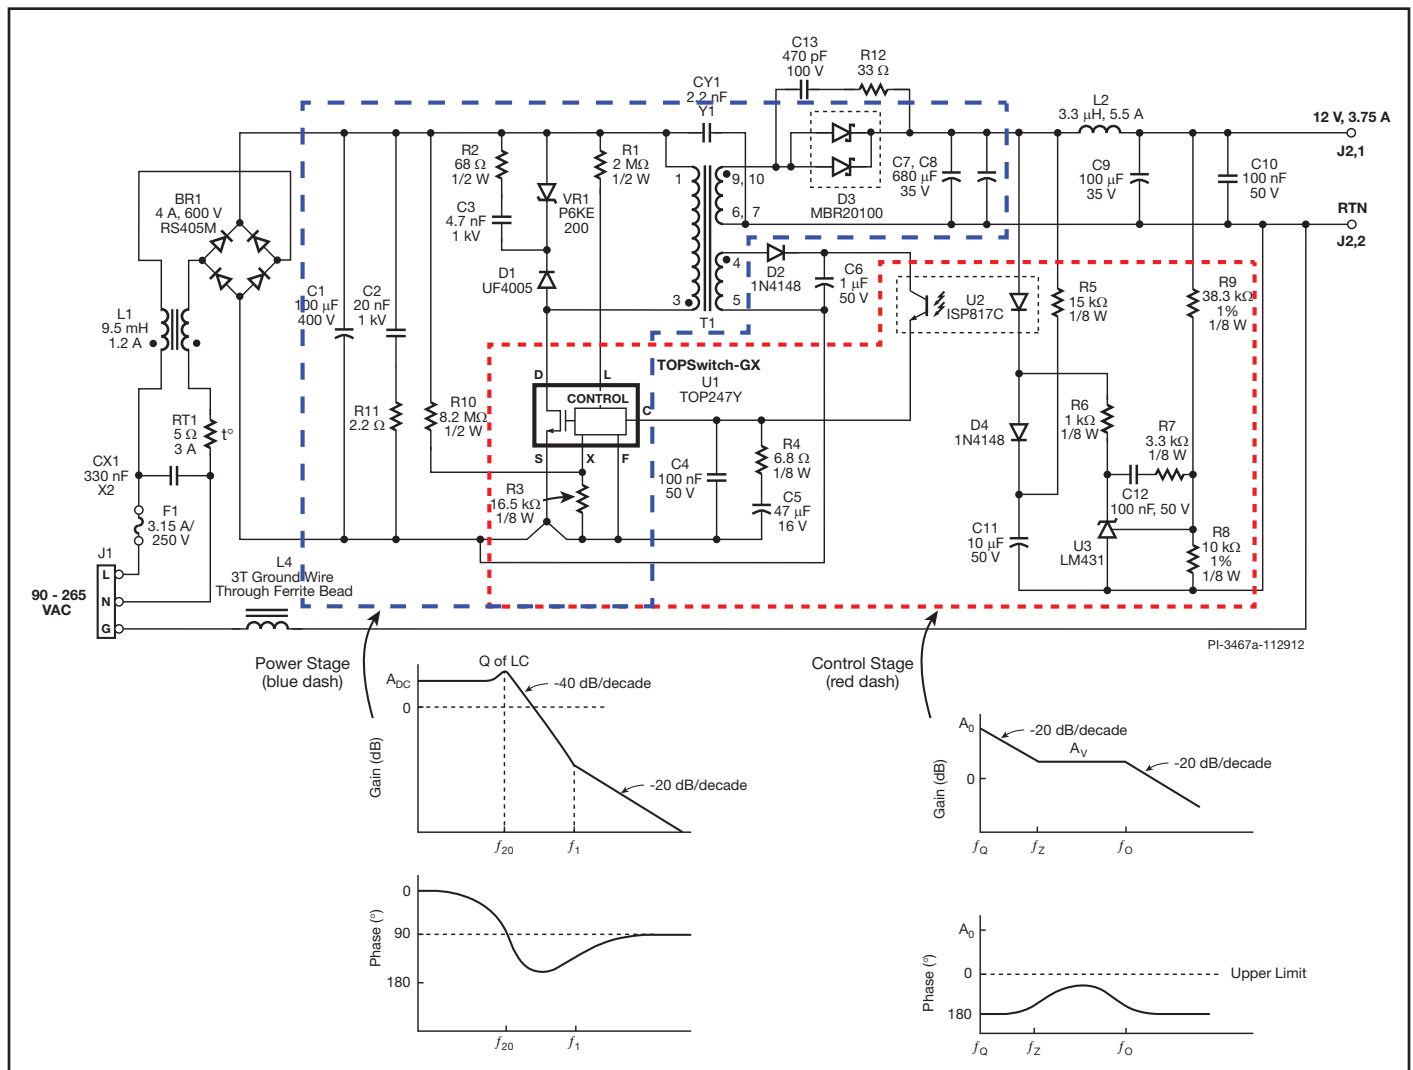 C13
470 pF
100 V
R12
33 Ω
CY1
2.2 nF
Y1
L2
3.3 μH, 5.5 A
12 V, 3.75 A
J2,1
R2
68 Ω
1/2 W
R1
2 MΩ
1/2 W
VR1
P6KE
200
C3
4.7 nF
1 kV
D1
UF4005
1
3
9, 10
6, 7
4
5
T1
D3
MBR20100
C7, C8
680 μF
35 V
C9
100 μF
35 V
C10
100 nF
50 V
RTN
J2,2
BR1
4 A, 600 V
RS405M
L1
9.5 mH
1.2 A
C1
100 μF
400 V
C2
20 nF
1 kV
D2
1N4148
C6
1 μF
50 V
U2
ISP817C
R5
15 kΩ
1/8 W
R9
38.3 kΩ
1%
1/8 W
TOPSwitch-GX
U1
TOP247Y
D
L
CONTROL
C
S
X
F
RT1
5 Ω
3 A
t°
R11
2.2 Ω
R10
8.2 MΩ
1/2 W
R3
16.5 kΩ
1/8 W
C4
100 nF
50 V
R4
6.8 Ω
1/8 W
C5
47 μF
16 V
D4
1N4148
R6
1 kΩ
1/8 W
R7
3.3 kΩ
1/8 W
C12
100 nF, 50 V
C11
10 μF
50 V
U3
LM431
R8
10 kΩ
1%
1/8 W
CX1
330 nF
X2
F1
3.15 A/
250 V
J1
L
N
G
90 - 265
VAC
L4
3T Ground Wire
Through Ferrite Bead
PI-3467a-112912
Power Stage
(blue dash)
Control Stage
(red dash)
Q of LC
-40 dB/decade
-20 dB/decade
ADC
0
Gain (dB)
f20
f1
0
90
180
Phase (°)
f20
f1
A0
-20 dB/decade
AV
-20 dB/decade
0
Gain (dB)
fQ
fZ
fO
A0
0
Upper Limit
180
Phase (°)
fQ
fZ
fO